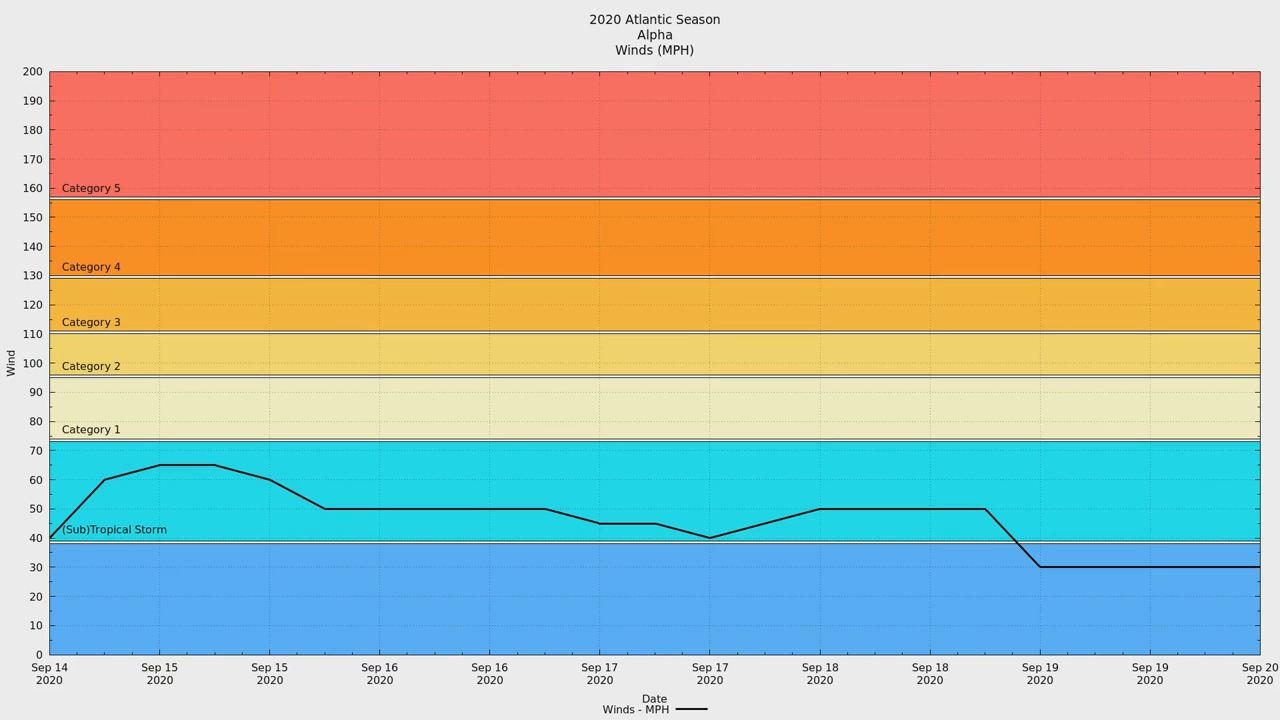 2020 Atlantic Season
Alpha
Winds (MPH)
200
190
180
170
160
150
140
130
120
110
100
90
80
70
60
50
40
30
20
10
0
Wind
Category 5
Category 4
Category 3
Category 2
Category 1
(Sub)Tropical Storm
Sep 14 Sep 15 Sep 15 Sep 16 Sep 16 Sep 17 Sep 17 Sep 18 Sep 18 Sep 19 Sep 19 Sep 20
2020 2020 2020 2020 2020 2020 2020 2020 2020 2020 2020 2020
Date
Winds - MPH